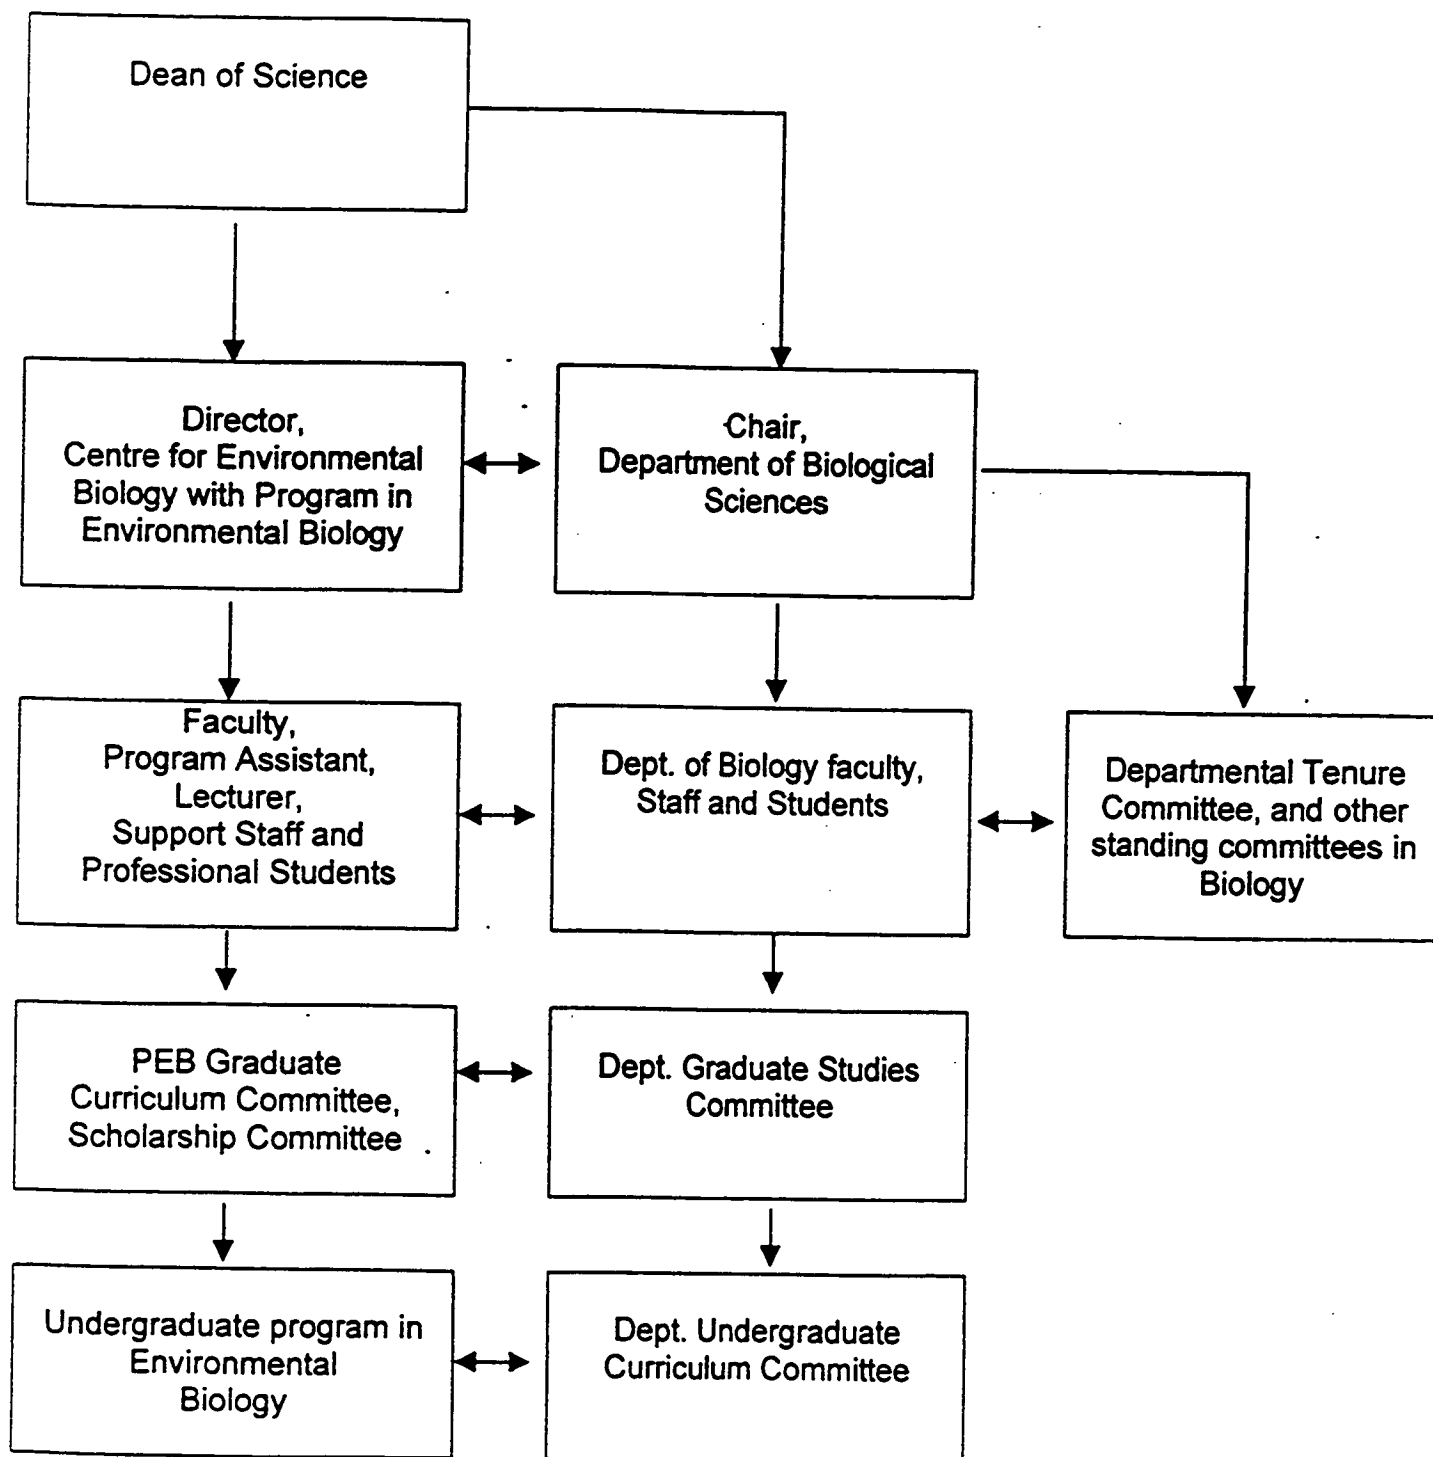 Dean of Science
Director,
Centre for Environmental
Biology with Program in
Environmental Biology
Chair,
Department of Biological
Sciences
Faculty,
Program Assistant,
Lecturer,
Support Staff and
Professional Students
Dept. of Biology faculty,
Staff and Students
Departmental Tenure
Committee, and other
standing committees in
Biology
PEB Graduate
Curriculum Committee,
Scholarship Committee
Dept. Graduate Studies
Committee
Undergraduate program in
Environmental
Biology
Dept. Undergraduate
Curriculum Committee